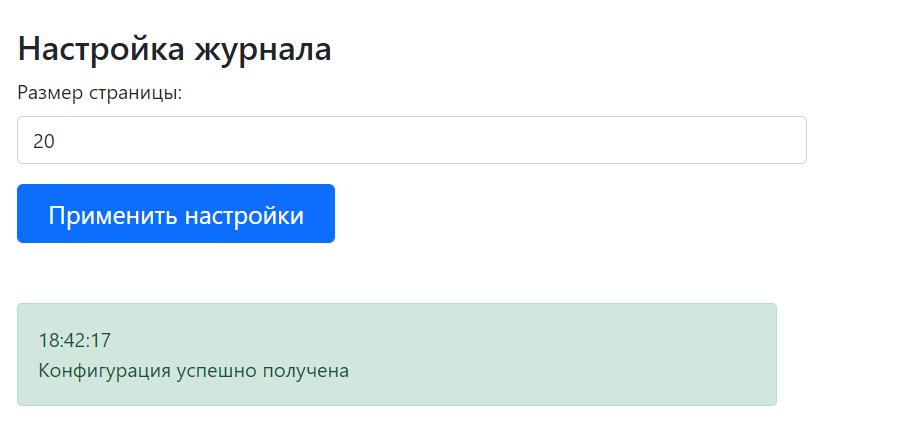 Настройка журнала
Размер страницы:
20
Применить настройки
18:42:17
Конфигурация успешно получена